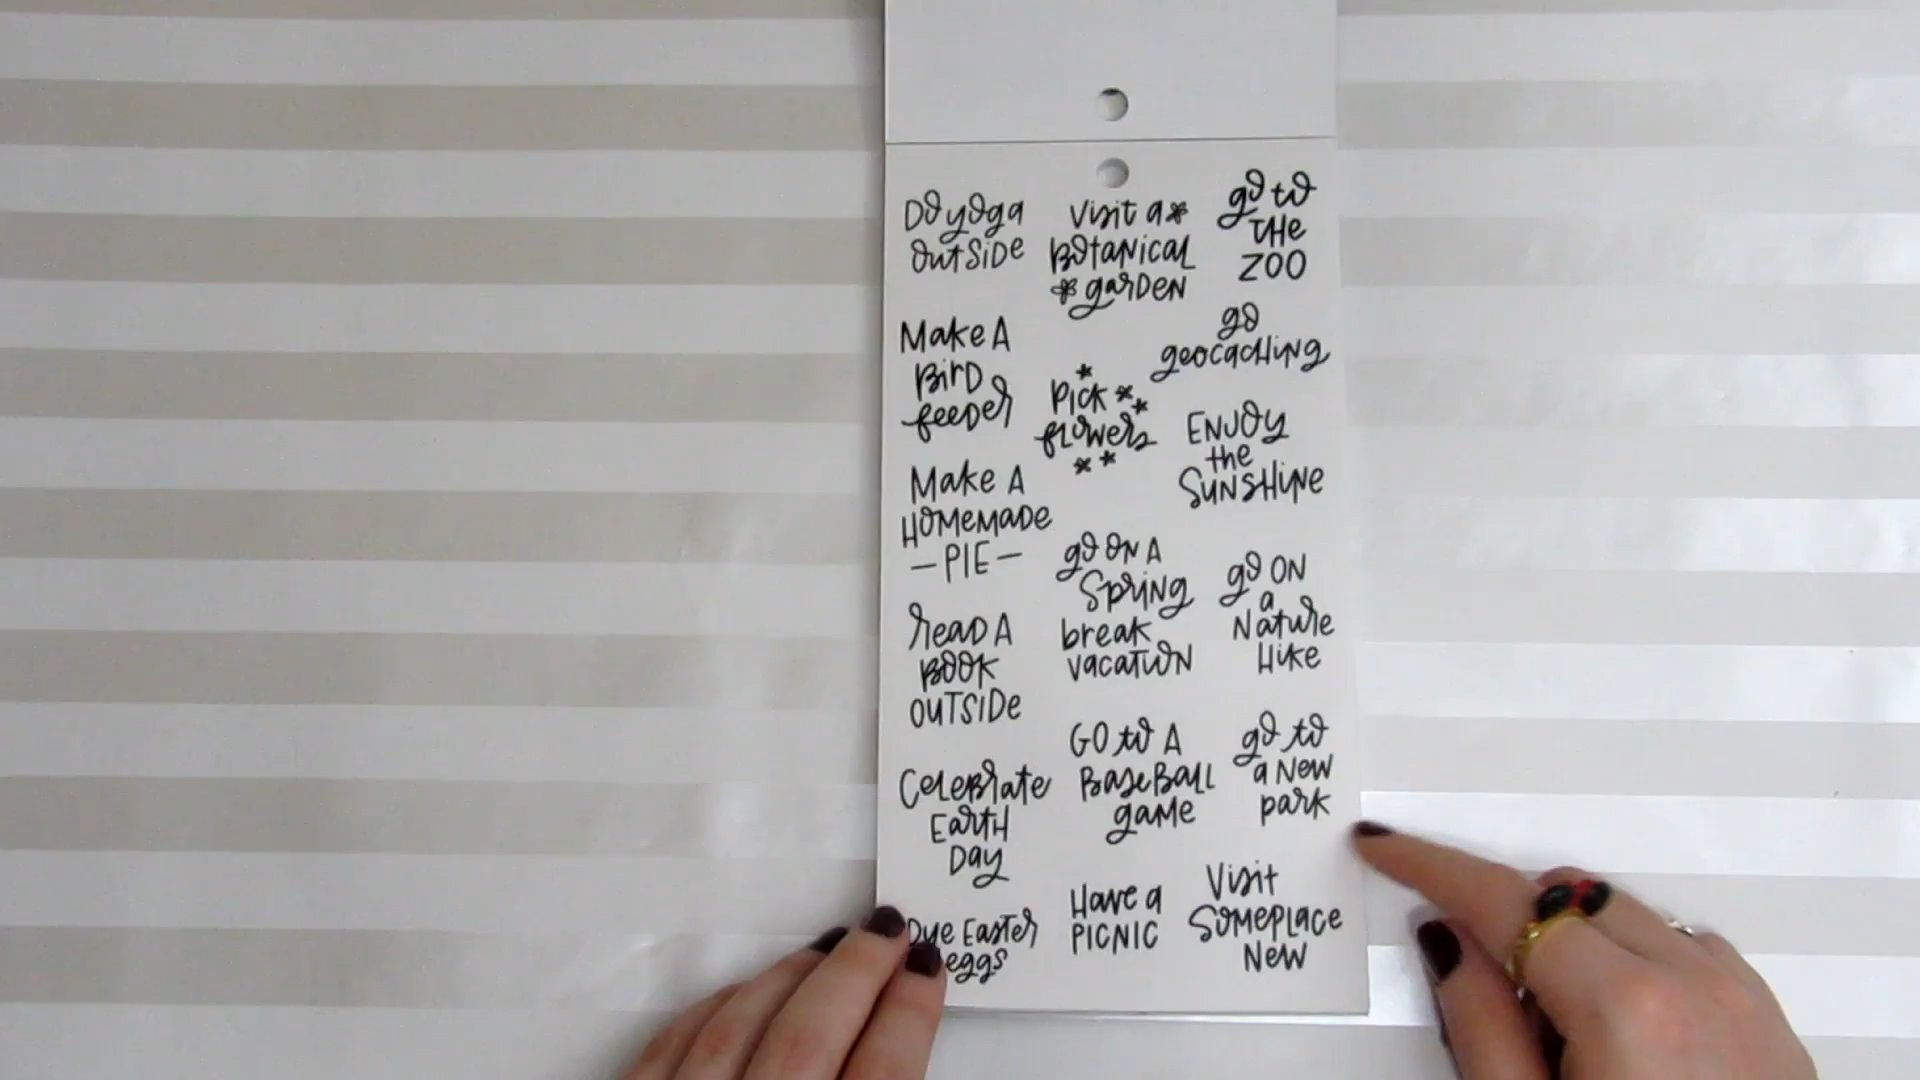 Do yoga
outside
Make A
Bird
feeder
Make A
Homemade
- PIE -
Read A
Book
outside
Celebrate
Earth
Day
Dye Easter
eggs
Visit a
Botanical
garden
Pick
flowers
go on A
Spring
break
vacation
Go to A
Baseball
game
Have a
PICNIC
go to
THE
ZOO
go
geocaching
Enjoy
the
Sunshine
go on
a
Nature
Hike
go to
a New
park
Visit
Someplace
New